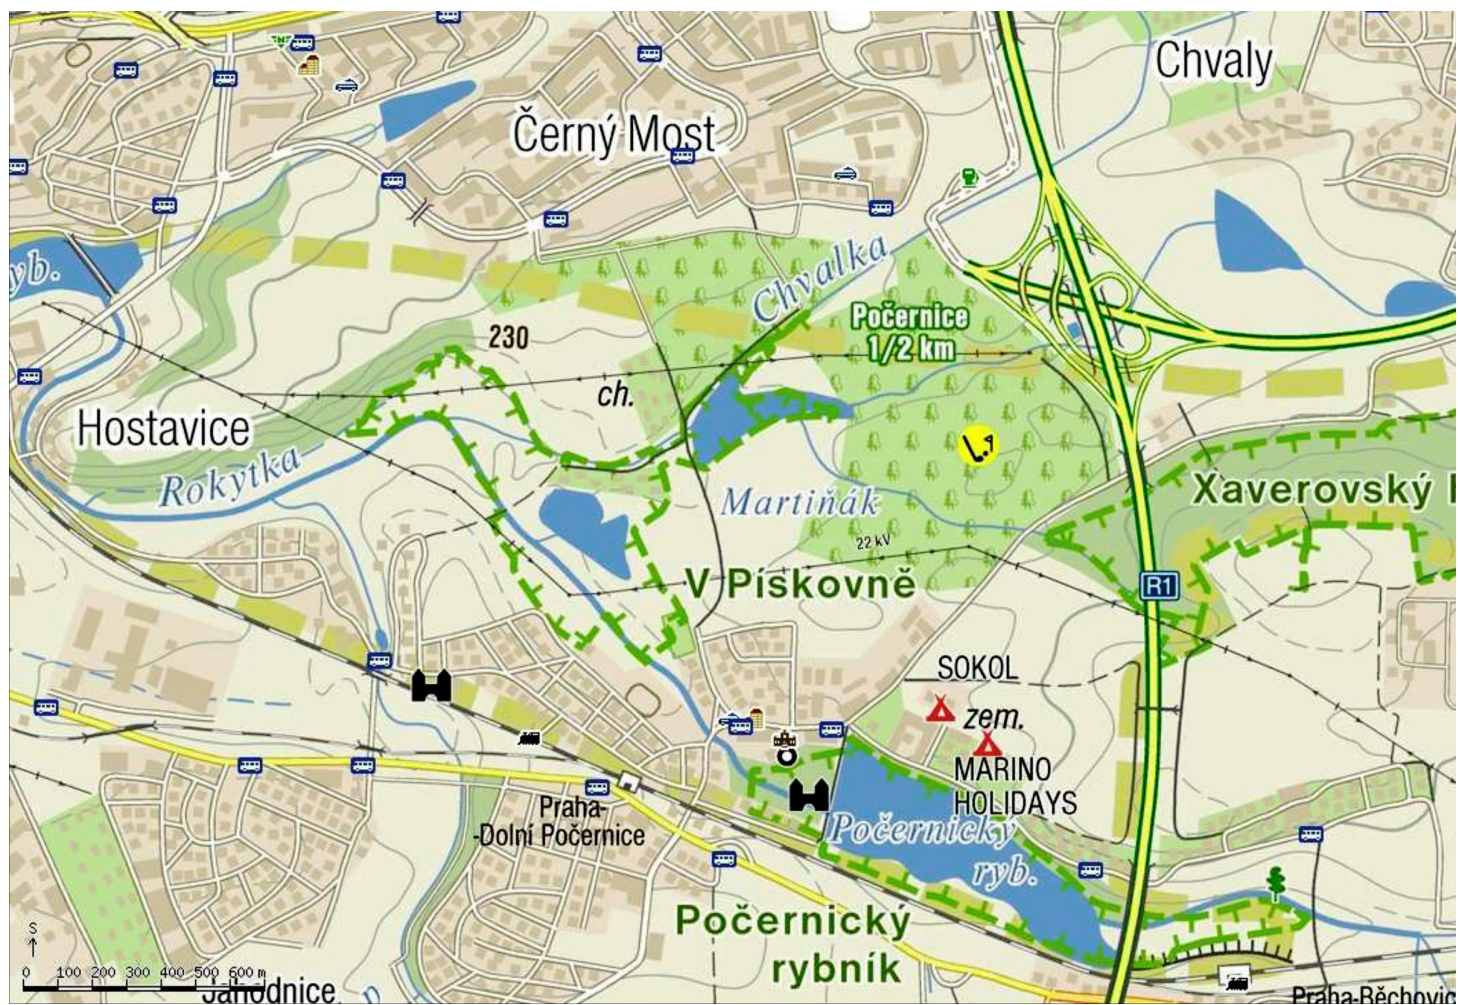 Chvaly
Černý Most
yb.
Chvalka
Počernice
1/2 km
230
ch.
Hostavice
Rokytka
Martiňák
Xaverovský
22 kV
V Pískovně
R1
SOKOL
zem.
MARINO
HOLIDAYS
Praha-
-Dolní Počernice
Počernický
ryb.
Počernický
rybník
S
0 100 200 300 400 500 600 m
Jahodnice
p
Praha-Běchovic